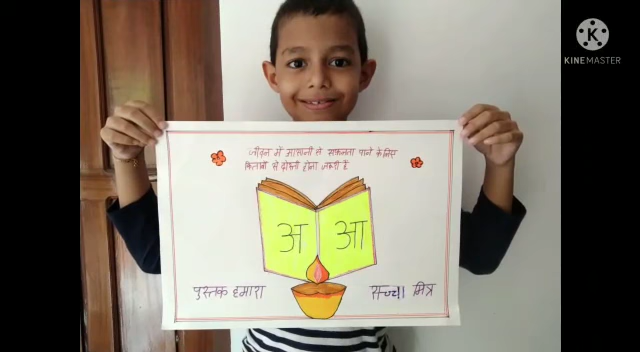 जीवन में आसानी से सफलता पाने के लिए
किताबों से दोस्ती होना जरूरी है
अ आ
पुस्तक हमारा सच्चा मित्र
K
KINEMASTER